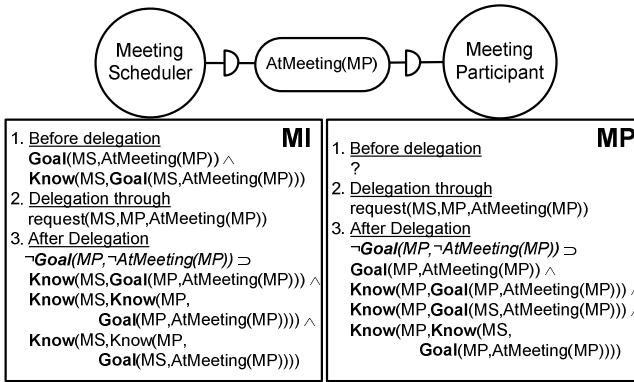 Meeting
Scheduler
AtMeeting(MP)
Meeting
Participant
MI
1. Before delegation
Goal(MS,AtMeeting(MP)) ∧
Know(MS,Goal(MS,AtMeeting(MP)))
2. Delegation through
request(MS,MP,AtMeeting(MP))
3. After Delegation
¬Goal(MP,¬AtMeeting(MP)) ⊃
Know(MS,Goal(MP,AtMeeting(MP))) ∧
Know(MS,Know(MP,
Goal(MP,AtMeeting(MP)))) ∧
Know(MS,Know(MP,
Goal(MS,AtMeeting(MP))))
MP
1. Before delegation
?
2. Delegation through
request(MS,MP,AtMeeting(MP))
3. After Delegation
¬Goal(MP,¬AtMeeting(MP)) ⊃
Goal(MP,AtMeeting(MP)) ∧
Know(MP,Goal(MP,AtMeeting(MP))) ∧
Know(MP,Goal(MS,AtMeeting(MP))) ∧
Know(MP,Know(MS,
Goal(MP,AtMeeting(MP))))